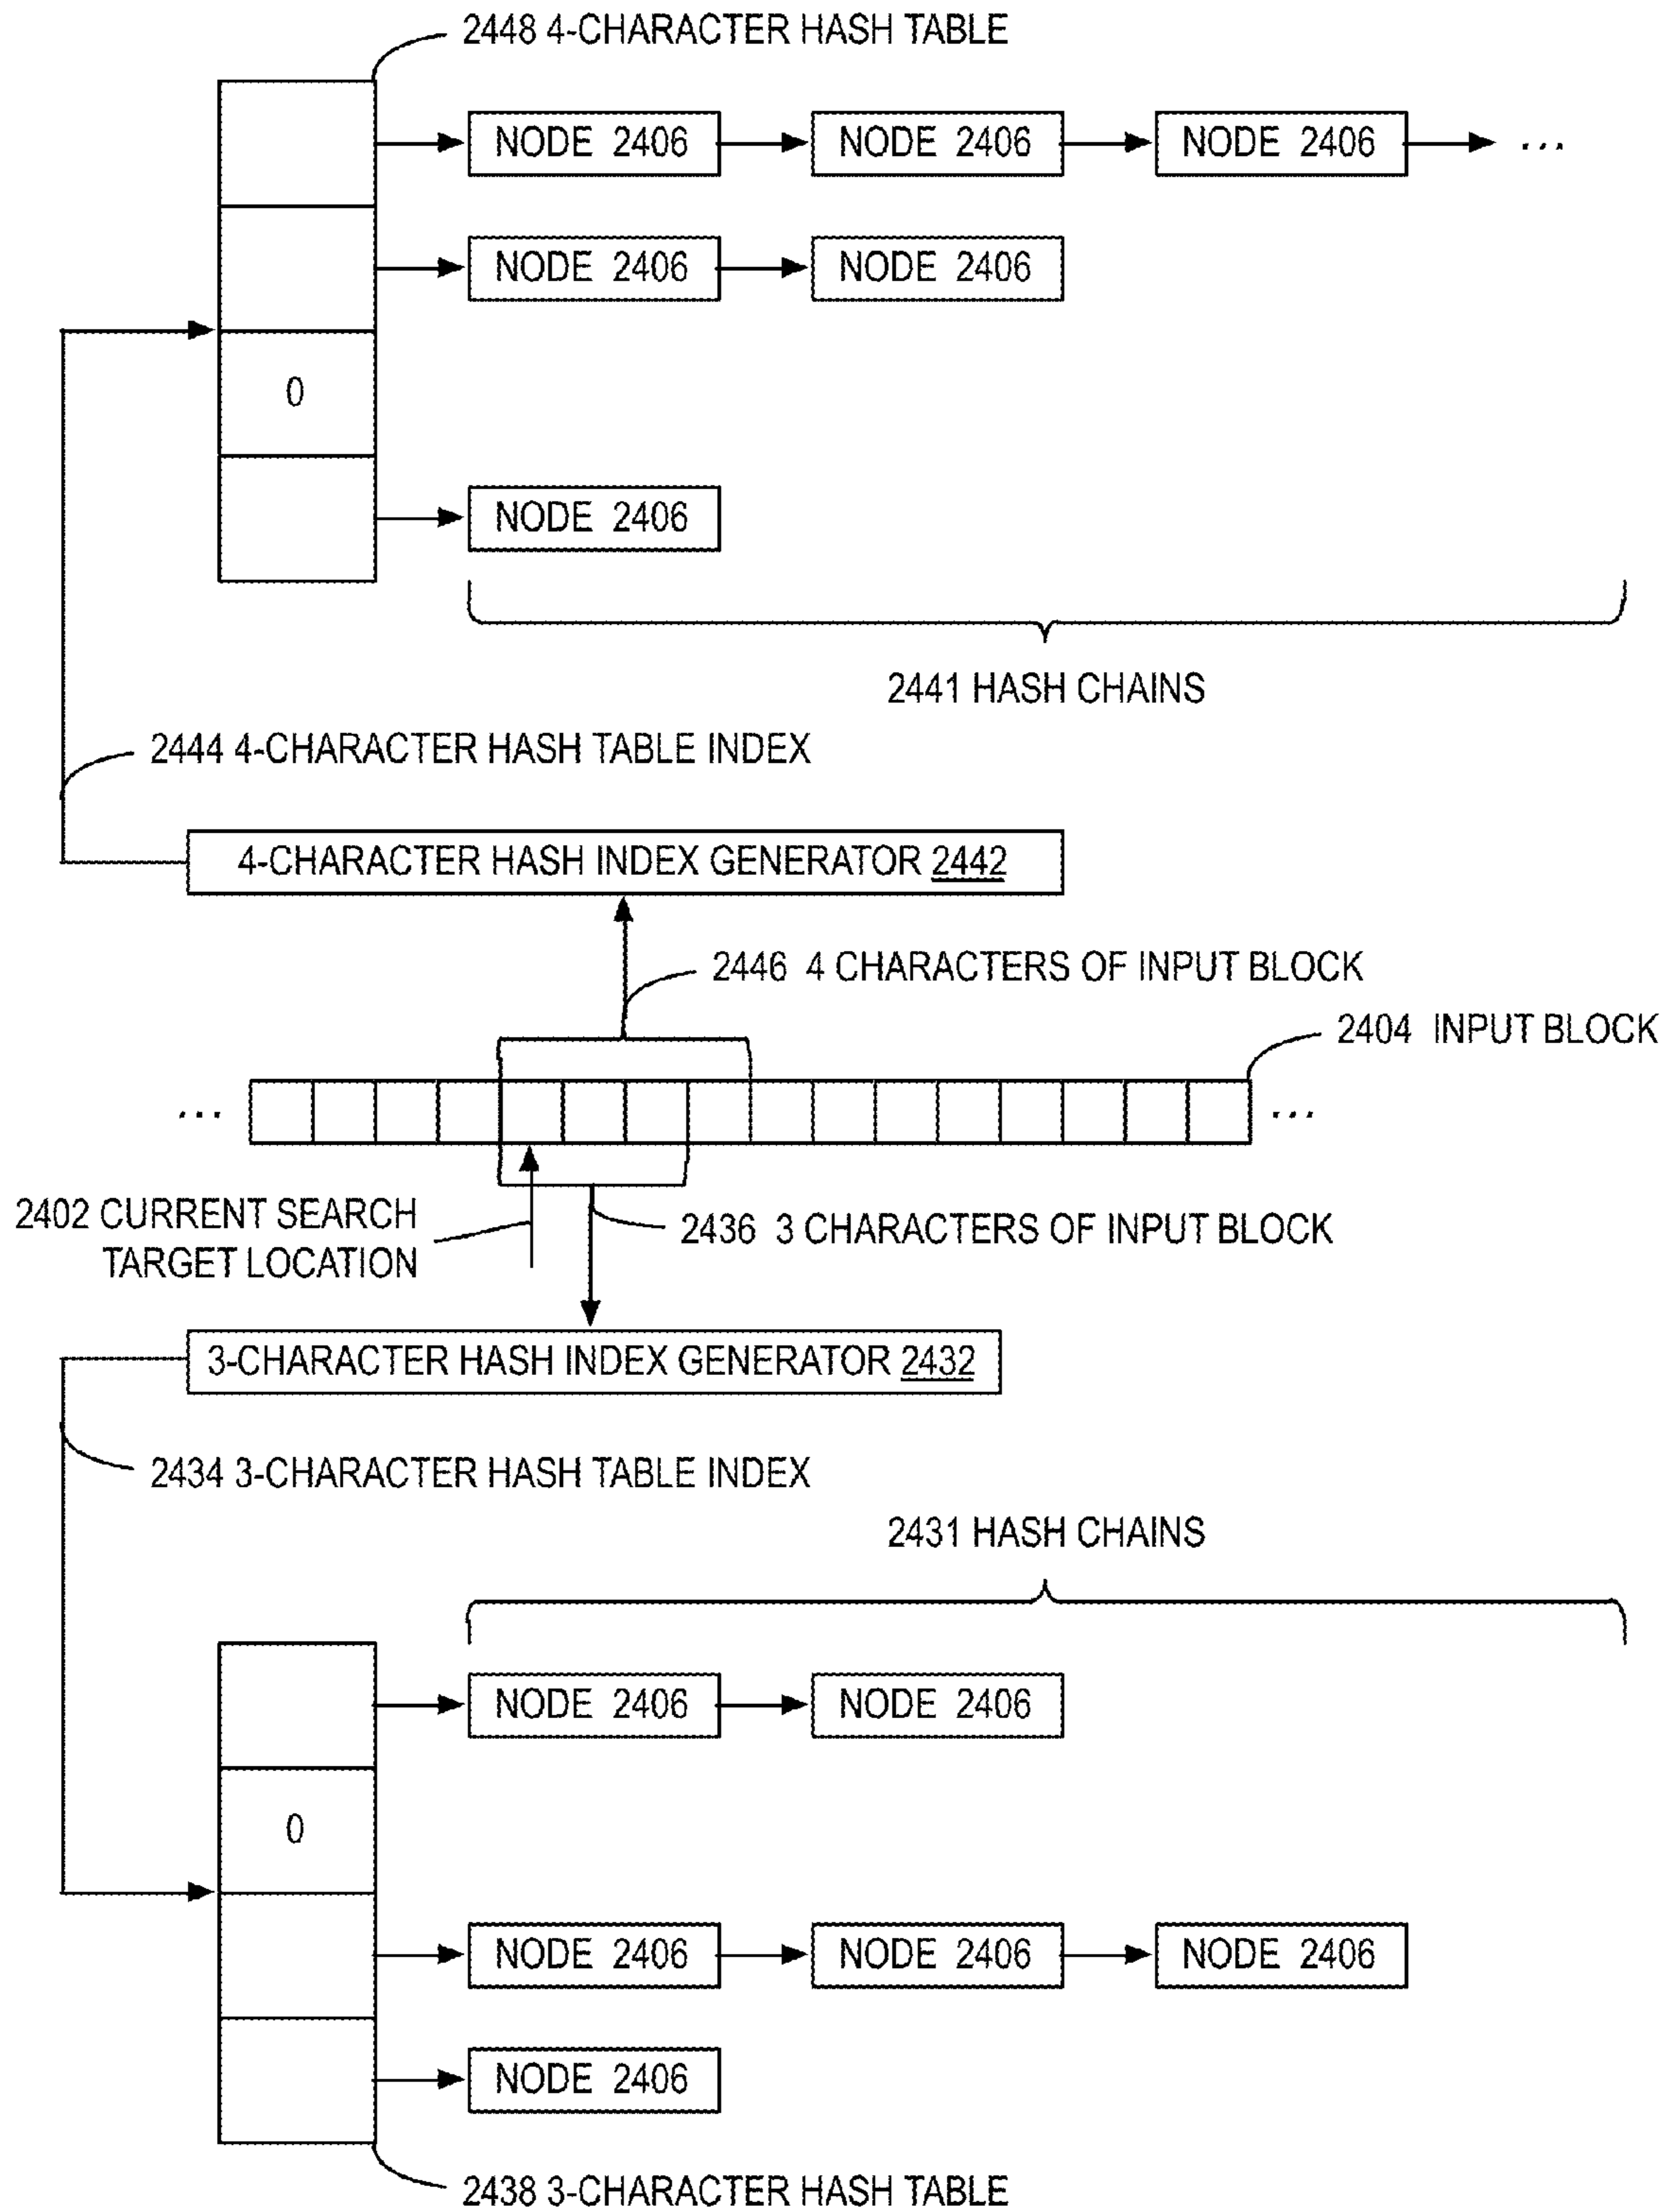 2448 4-CHARACTER HASH TABLE
NODE 2406 NODE 2406 NODE 2406 ...
NODE 2406 NODE 2406
0
NODE 2406
2441 HASH CHAINS
2444 4-CHARACTER HASH TABLE INDEX
4-CHARACTER HASH INDEX GENERATOR 2442
2446 4 CHARACTERS OF INPUT BLOCK
2404 INPUT BLOCK
... ...
2402 CURRENT SEARCH
TARGET LOCATION
2436 3 CHARACTERS OF INPUT BLOCK
3-CHARACTER HASH INDEX GENERATOR 2432
2434 3-CHARACTER HASH TABLE INDEX
2431 HASH CHAINS
NODE 2406 NODE 2406
0
NODE 2406 NODE 2406 NODE 2406
NODE 2406
2438 3-CHARACTER HASH TABLE